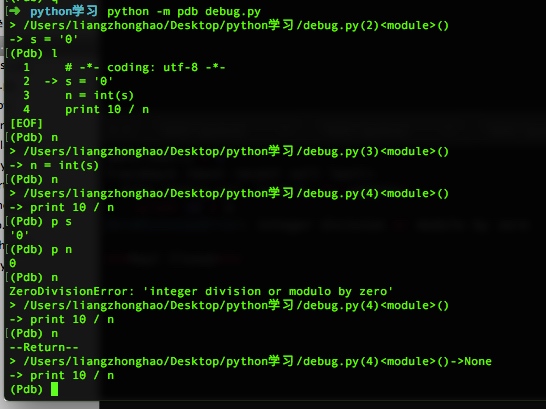 [➜  python学习 python -m pdb debug.py
> /Users/liangzhonghao/Desktop/python学习/debug.py(2)<module>()
-> s = '0'
[(Pdb) l
  1     # -*- coding: utf-8 -*-
  2  -> s = '0'
  3     n = int(s)
  4     print 10 / n
[EOF]
[(Pdb) n
> /Users/liangzhonghao/Desktop/python学习/debug.py(3)<module>()
-> n = int(s)
[(Pdb) n
> /Users/liangzhonghao/Desktop/python学习/debug.py(4)<module>()
-> print 10 / n
[(Pdb) p s
'0'
[(Pdb) p n
0
[(Pdb) n
ZeroDivisionError: 'integer division or modulo by zero'
> /Users/liangzhonghao/Desktop/python学习/debug.py(4)<module>()
-> print 10 / n
[(Pdb) n
--Return--
> /Users/liangzhonghao/Desktop/python学习/debug.py(4)<module>()->None
-> print 10 / n
(Pdb)